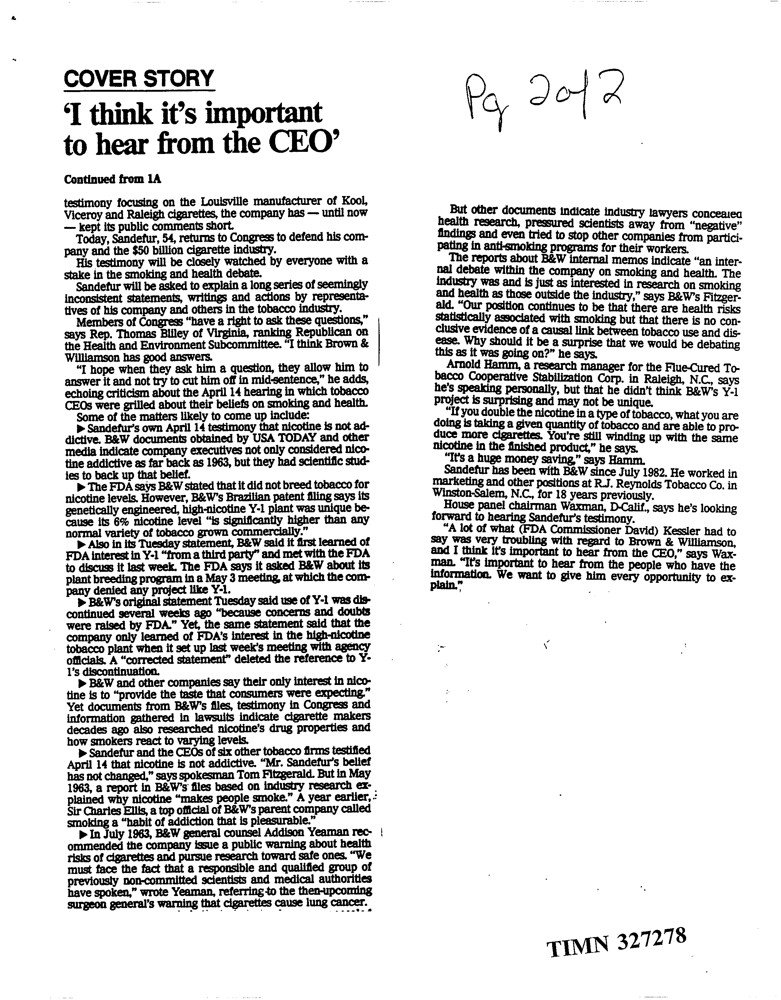 COVER STORY
‘I think it’s important
to hear from the CEO’
Continued from 1A
testimony focusing on the Louisville manufacturer of Kool,
Viceroy and Raleigh cigarettes, the company has — until now
— kept its public comments short.
Today, Sandefur, 54, returns to Congress to defend his com-
pany and the $50 billion cigarette industry.
His testimony will be closely watched by everyone with a
stake in the smoking and health debate.
Sandefur will be asked to explain a long series of seemingly
inconsistent statements, writings and actions by representa-
tives of his company and others in the tobacco industry.
Members of Congress “have a right to ask these questions,”
says Rep. Thomas Bliley of Virginia, ranking Republican on
the Health and Environment Subcommittee. “I think Brown &
Williamson has good answers.
“I hope when they ask him a question, they allow him to
answer it and not try to cut him off in mid-sentence,” he adds,
echoing criticism about the April 14 hearing in which tobacco
CEOs were grilled about their beliefs on smoking and health.
Some of the matters likely to come up include:
▶ Sandefur's own April 14 testimony that nicotine is not ad-
dictive. B&W documents obtained by USA TODAY and other
media indicate company executives not only considered nico-
tine addictive as far back as 1963, but they had scientific stud-
ies to back up that belief.
▶ The FDA says B&W stated that it did not breed tobacco for
nicotine levels. However, B&W's Brazilian patent filing says its
genetically engineered, high-nicotine Y-1 plant was unique be-
cause its 6% nicotine level “is significantly higher than any
normal variety of tobacco grown commercially.”
▶ Also in its Tuesday statement, B&W said it first learned of
FDA interest in Y-1 “from a third party” and met with the FDA
to discuss it last week. The FDA says it asked B&W about its
plant breeding program in a May 3 meeting, at which the com-
pany denied any project like Y-1.
▶ B&W's original statement Tuesday said use of Y-1 was dis-
continued several weeks ago “because concerns and doubts
were raised by FDA.” Yet, the same statement said that the
company only learned of FDA's interest in the high-nicotine
tobacco plant when it set up last week's meeting with agency
officials. A “corrected statement” deleted the reference to Y-
1's discontinuation.
▶ B&W and other companies say their only interest in nico-
tine is to “provide the taste that consumers were expecting.”
Yet documents from B&W's files, testimony in Congress and
information gathered in lawsuits indicate cigarette makers
decades ago also researched nicotine's drug properties and
how smokers react to varying levels.
▶ Sandefur and the CEOs of six other tobacco firms testified
April 14 that nicotine is not addictive. “Mr. Sandefur's belief
has not changed,” says spokesman Tom Fitzgerald. But in May
1963, a report in B&W's files based on industry research ex-
plained why nicotine “makes people smoke.” A year earlier,
Sir Charles Ellis, a top official of B&W's parent company called
smoking a “habit of addiction that is pleasurable.”
▶ In July 1963, B&W general counsel Addison Yeaman rec-
ommended the company issue a public warning about health
risks of cigarettes and pursue research toward safe ones. “We
must face the fact that a responsible and qualified group of
previously non-committed scientists and medical authorities
have spoken,” wrote Yeaman, referring to the then-upcoming
surgeon general's warning that cigarettes cause lung cancer.
Pg 2 of 2
But other documents indicate industry lawyers concealed
health research, pressured scientists away from “negative”
findings and even tried to stop other companies from partici-
pating in anti-smoking programs for their workers.
The reports about B&W internal memos indicate “an inter-
nal debate within the company on smoking and health. The
industry was and is just as interested in research on smoking
and health as those outside the industry,” says B&W's Fitzger-
ald. “Our position continues to be that there are health risks
statistically associated with smoking but that there is no con-
clusive evidence of a causal link between tobacco use and dis-
ease. Why should it be a surprise that we would be debating
this as it was going on?” he says.
Arnold Hamm, a research manager for the Flue-Cured To-
bacco Cooperative Stabilization Corp. in Raleigh, N.C., says
he's speaking personally, but that he didn't think B&W's Y-1
project is surprising and may not be unique.
“If you double the nicotine in a type of tobacco, what you are
doing is taking a given quantity of tobacco and are able to pro-
duce more cigarettes. You're still winding up with the same
nicotine in the finished product,” he says.
“It's a huge money saving,” says Hamm.
Sandefur has been with B&W since July 1982. He worked in
marketing and other positions at R.J. Reynolds Tobacco Co. in
Winston-Salem, N.C., for 18 years previously.
House panel chairman Waxman, D-Calif., says he's looking
forward to hearing Sandefur's testimony.
“A lot of what (FDA Commissioner David) Kessler had to
say was very troubling with regard to Brown & Williamson,
and I think it's important to hear from the CEO,” says Wax-
man. “It's important to hear from the people who have the
information. We want to give him every opportunity to ex-
plain.”
TIMN 327278